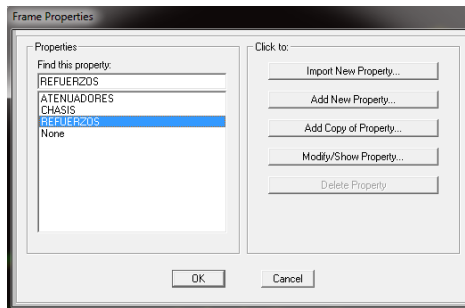 Frame Properties
Properties
Find this property:
REFUERZOS
ATENUADORES
CHASIS
REFUERZOS
None
Click to:
Import New Property...
Add New Property...
Add Copy of Property...
Modify/Show Property...
Delete Property
OK
Cancel